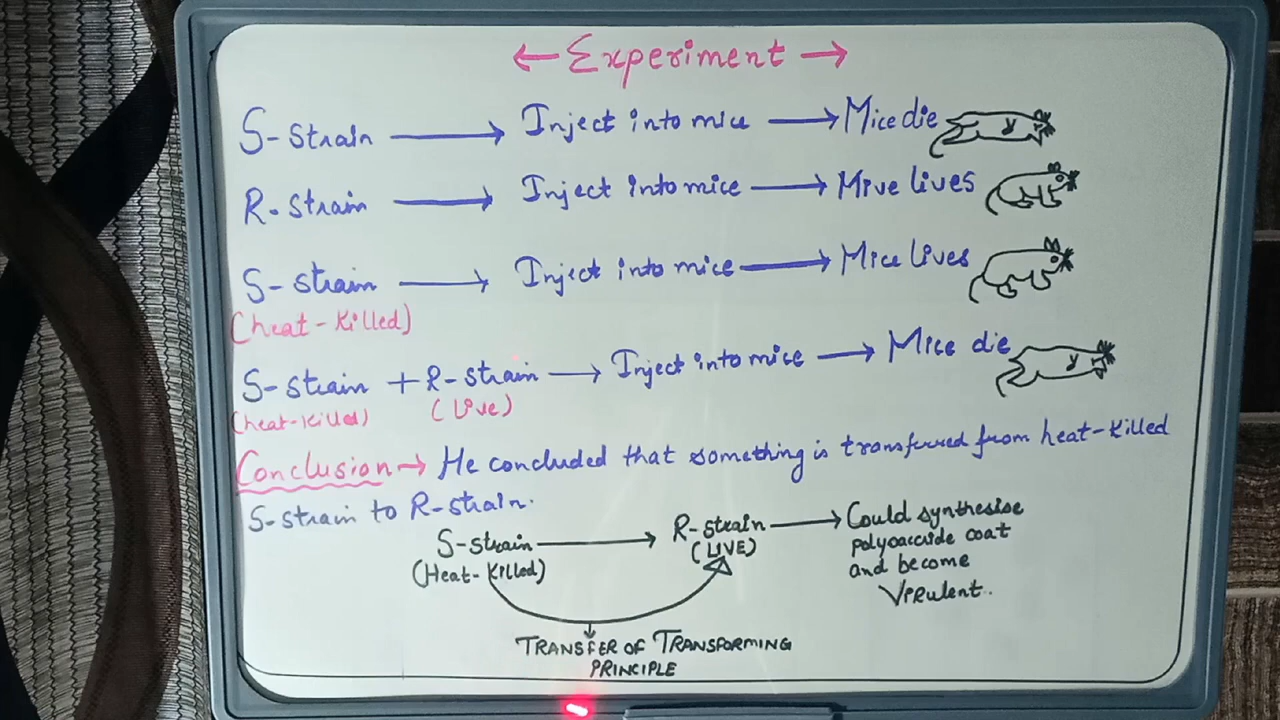 ← Experiment →
S-strain → Inject into mice → Mice die
R-strain → Inject into mice → Mive lives
S-strain → Inject into mice → Mice lives
(heat-killed)
S-strain + R-strain → Inject into mice → Mice die
(heat-killed) (Live)
Conclusion → He concluded that something is transferred from heat-killed
S-strain to R-strain.
S-strain → R-strain → Could synthesise
(Heat-Killed) (LIVE) polysaccide coat
and become
Virulent.
TRANSFER OF TRANSFORMING
PRINCIPLE